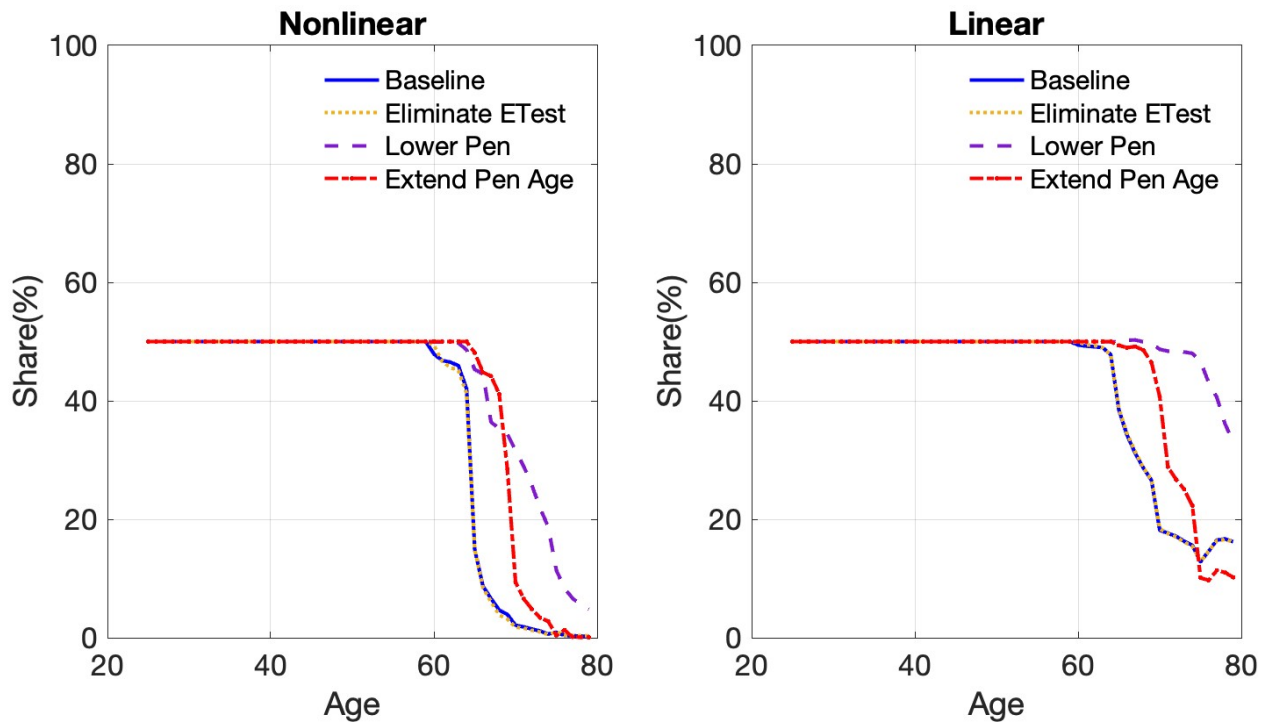 Nonlinear
100
80
60
40
20
0
Share(%)
20 40 60 80
Age
Baseline
Eliminate ETest
Lower Pen
Extend Pen Age
Linear
100
80
60
40
20
0
Share(%)
20 40 60 80
Age
Baseline
Eliminate ETest
Lower Pen
Extend Pen Age